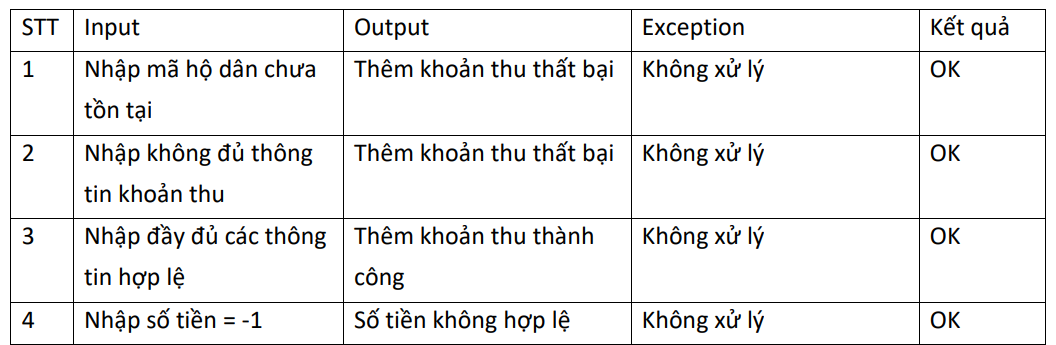 STT Input Output Exception Kết quả
1 Nhập mã hộ dân chưa Thêm khoản thu thất bại Không xử lý OK
tồn tại
2 Nhập không đủ thông Thêm khoản thu thất bại Không xử lý OK
tin khoản thu
3 Nhập đầy đủ các thông Thêm khoản thu thành Không xử lý OK
tin hợp lệ công
4 Nhập số tiền = -1 Số tiền không hợp lệ Không xử lý OK